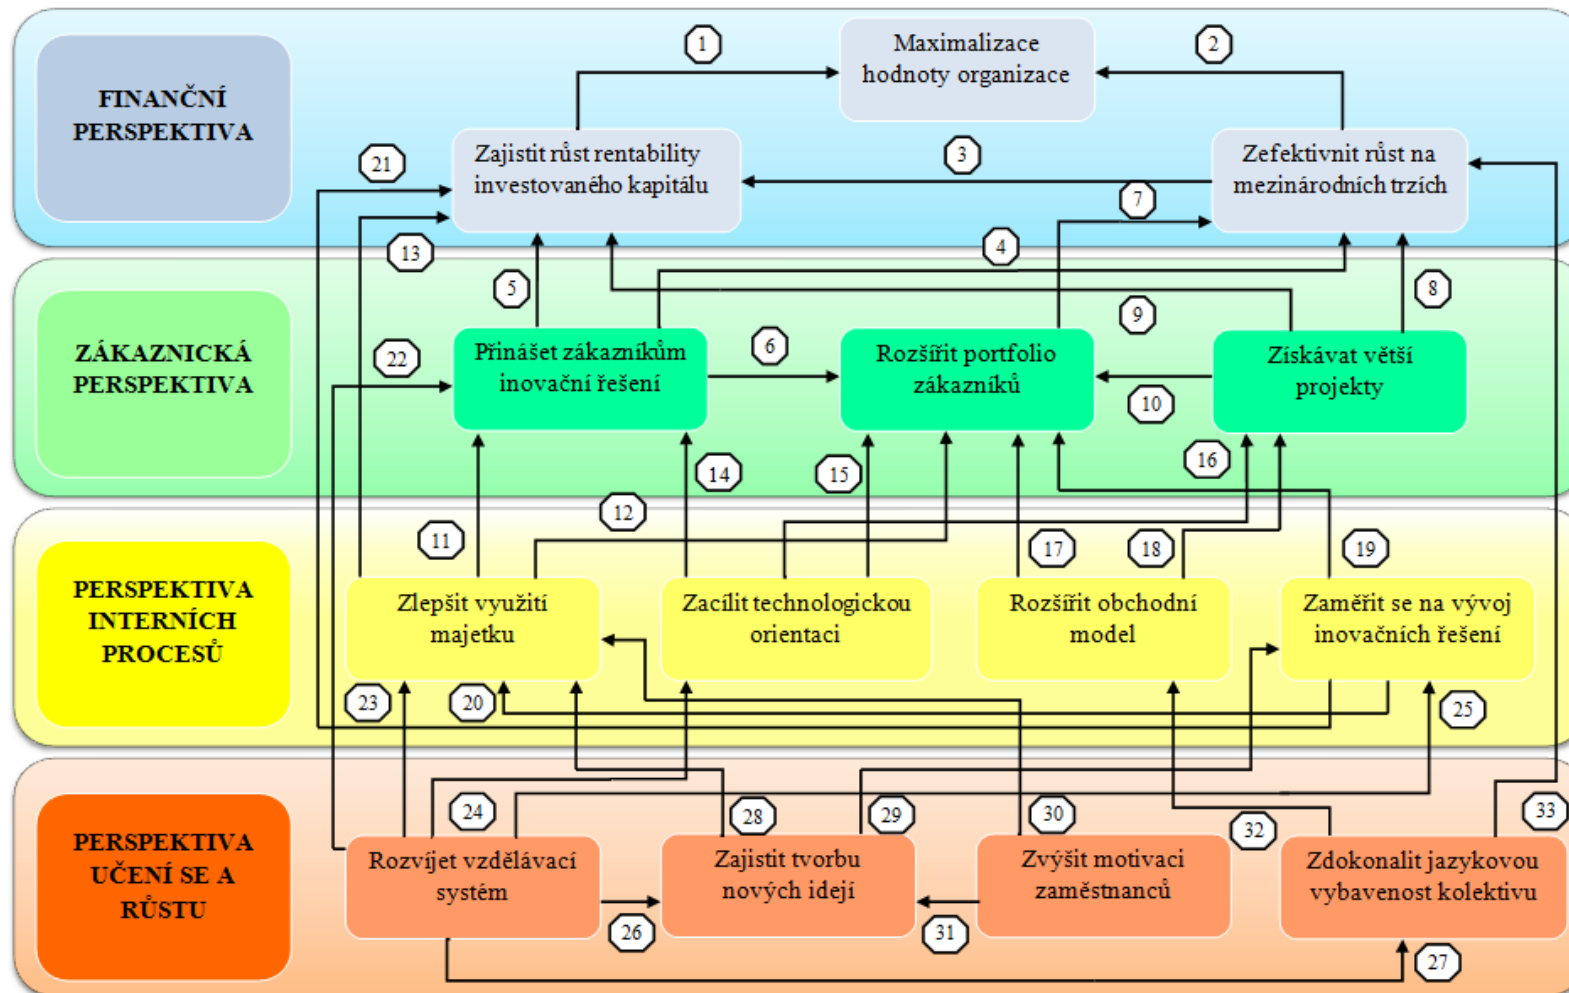 1
Maximalizace
hodnoty organizace
2
FINANČNÍ
PERSPEKTIVA
21
Zajistit růst rentability
investovaného kapitálu
3
Zefektivnit růst na
mezinárodních trzích
7
13
4
5
9
8
ZÁKAZNICKÁ
PERSPEKTIVA
22
Přinášet zákazníkům
inovační řešení
6
Rozšířit portfolio
zákazníků
10
Získávat větší
projekty
14
15
16
12
11
17
18
19
PERSPEKTIVA
INTERNÍCH
PROCESŮ
Zlepšit využití
majetku
Zacílit technologickou
orientaci
Rozšířit obchodní
model
Zaměřit se na vývoj
inovačních řešení
23
20
25
24
28
29
30
32
33
PERSPEKTIVA
UČENÍ SE A
RŮSTU
Rozvíjet vzdělávací
systém
Zajistit tvorbu
nových idejí
Zvýšit motivaci
zaměstnanců
Zdokonalit jazykovou
vybavenost kolektivu
26
31
27